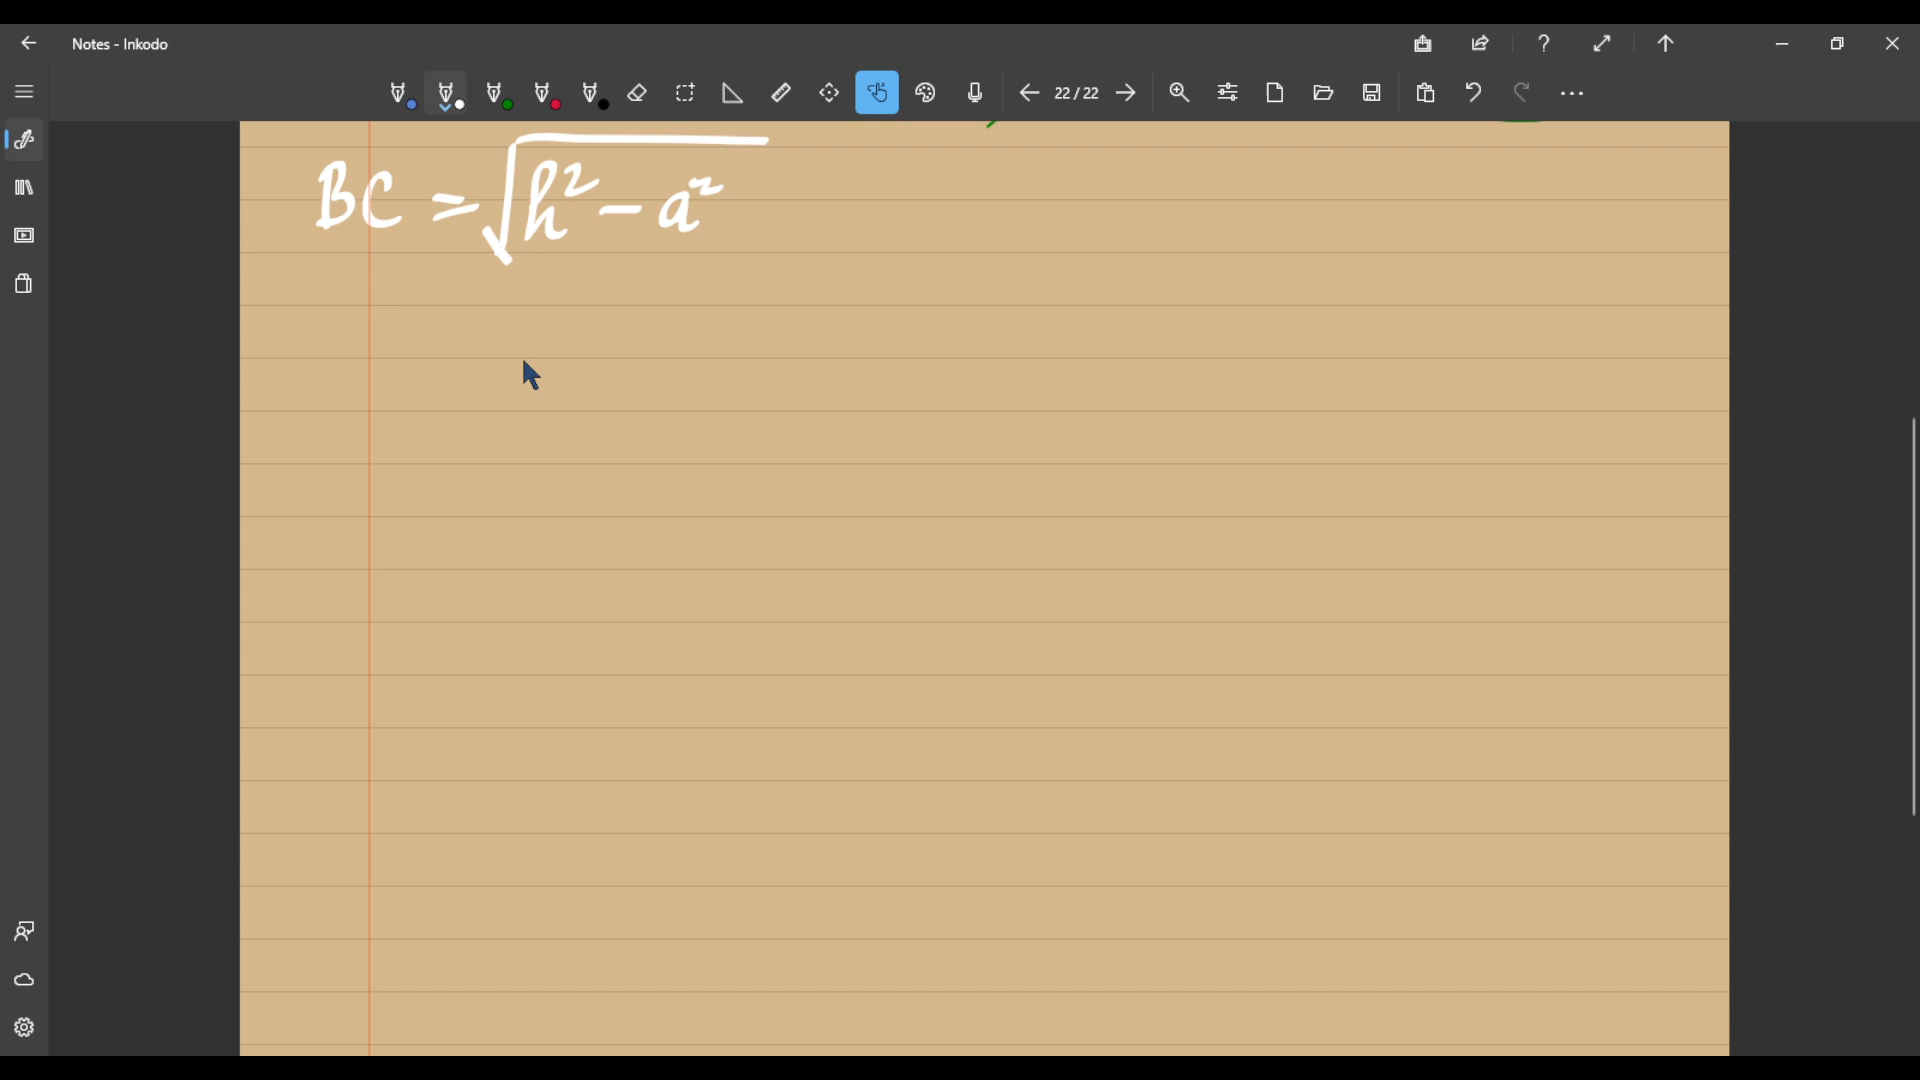 Notes - Inkodo
22 / 22
BC = √(h² - a²)